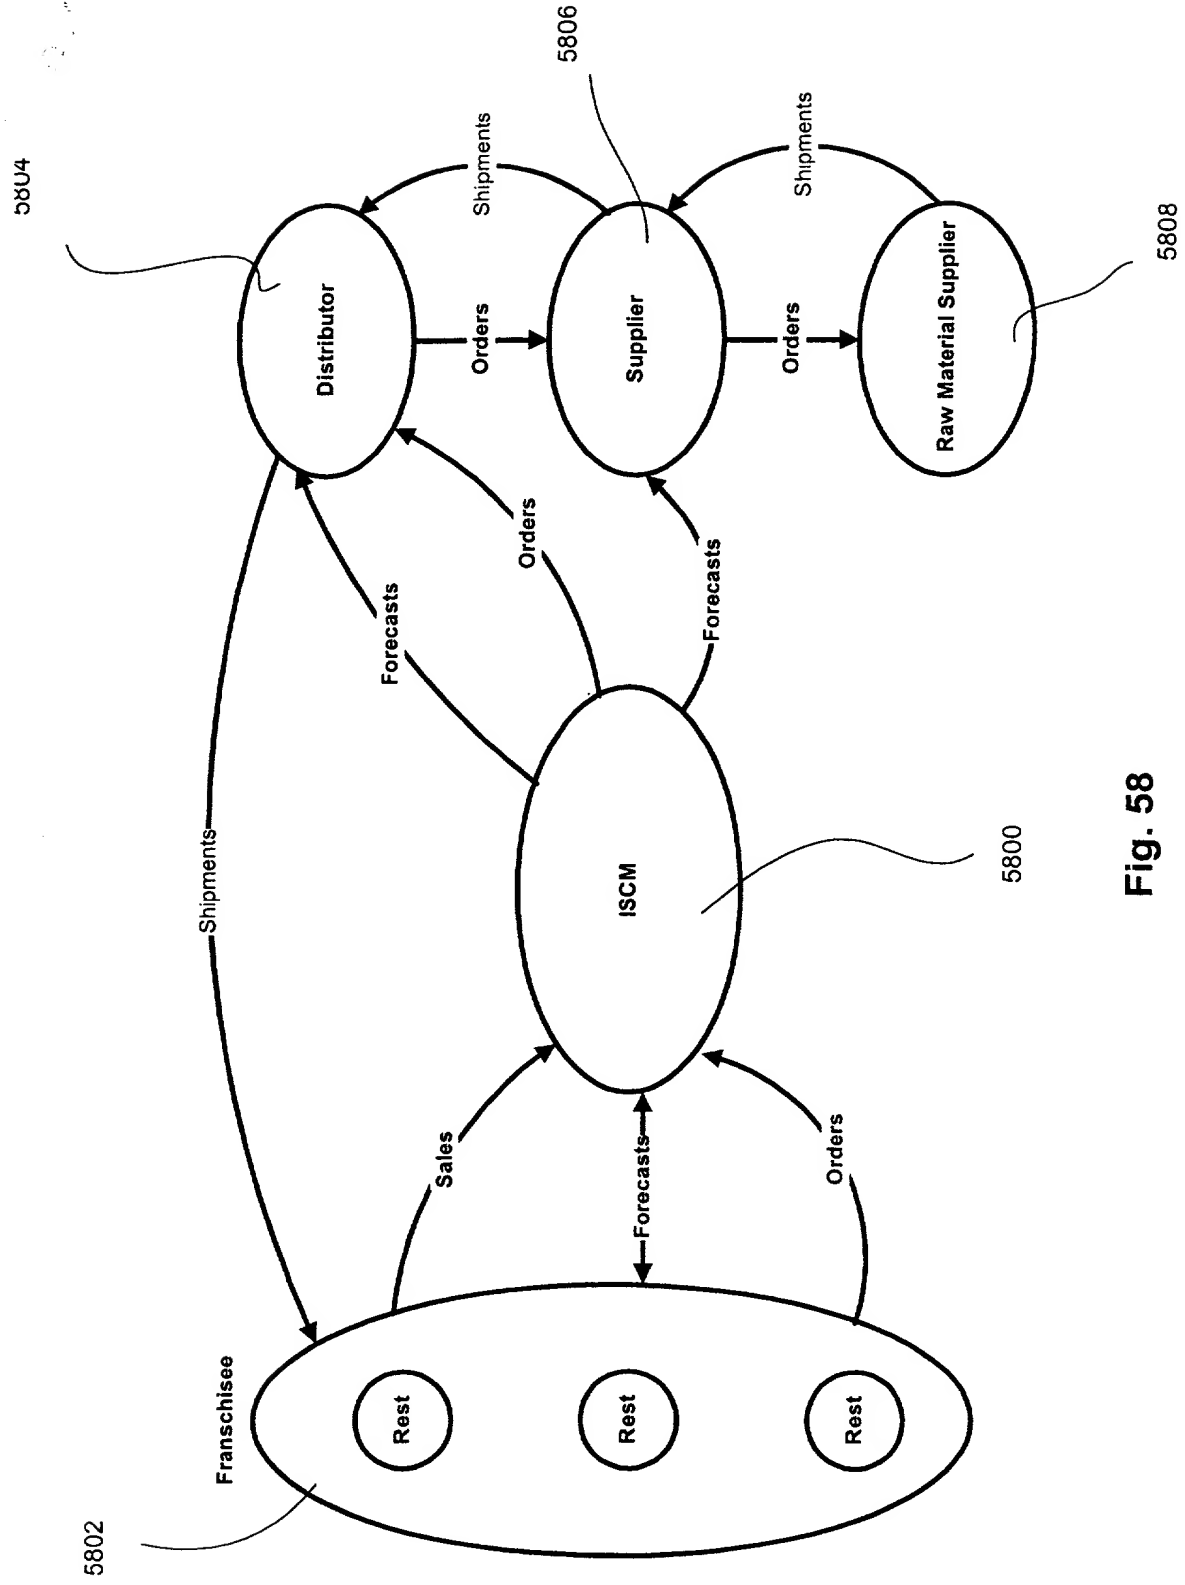 5802
Franschisee
Rest
Rest
Rest
Shipments
Sales
Forecasts
Orders
ISCM
5800
Forecasts
Orders
Forecasts
5804
Distributor
Orders
Shipments
5806
Supplier
Orders
Shipments
Raw Material Supplier
5808
Fig. 58